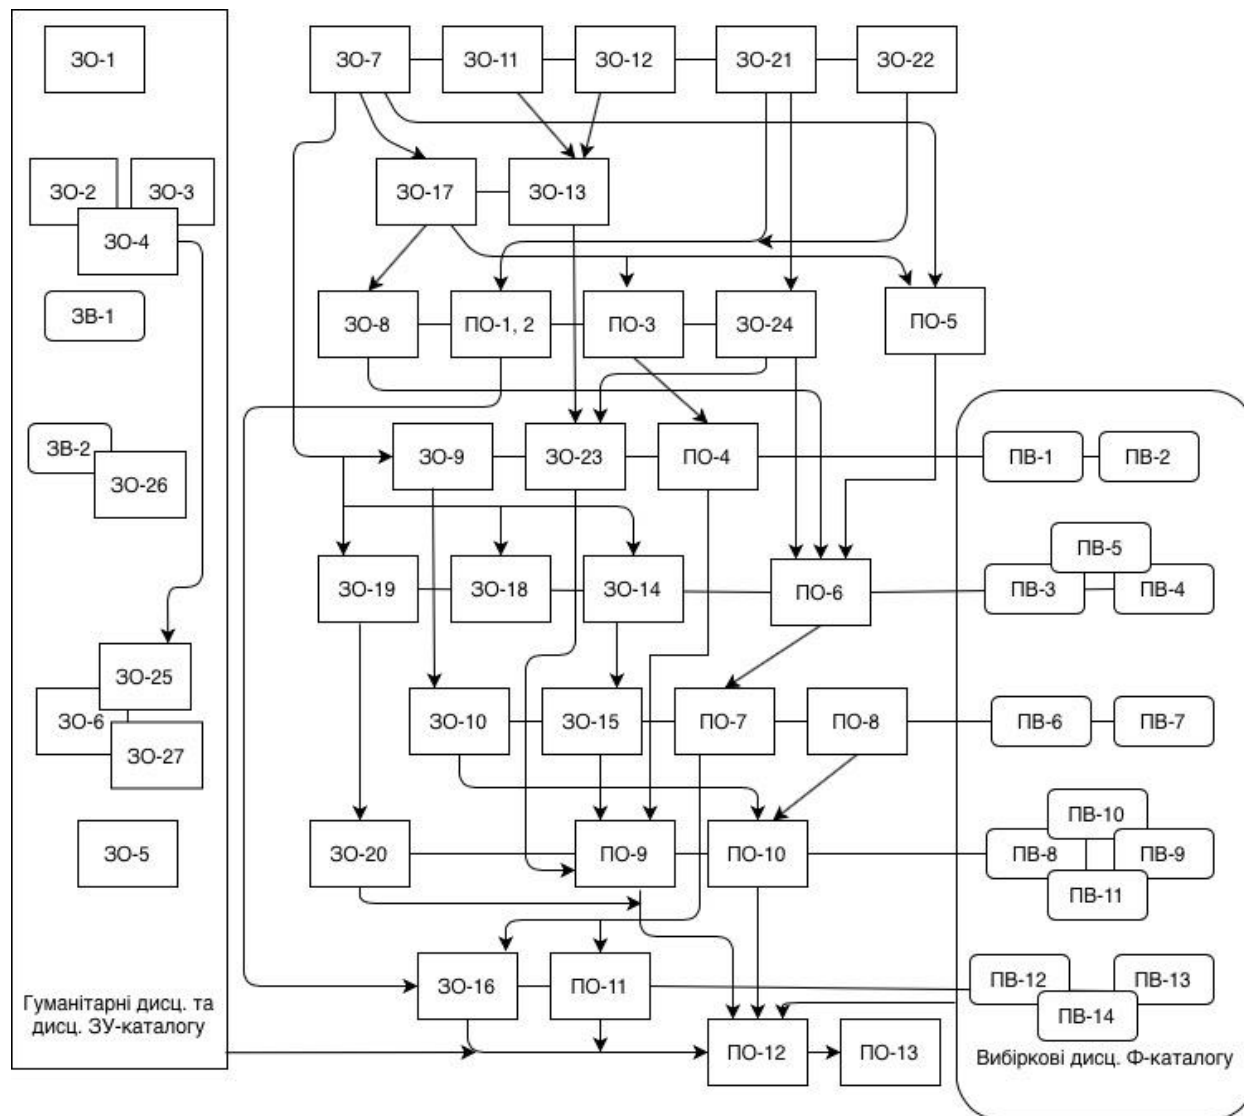 ЗО-1
ЗО-7
ЗО-11
ЗО-12
ЗО-21
ЗО-22
ЗО-2
ЗО-3
ЗО-17
ЗО-13
ЗО-4
ЗВ-1
ЗО-8
ПО-1, 2
ПО-3
ЗО-24
ПО-5
ЗВ-2
ЗО-9
ЗО-23
ПО-4
ПВ-1
ПВ-2
ЗО-26
ПВ-5
ЗО-19
ЗО-18
ЗО-14
ПО-6
ПВ-3
ПВ-4
ЗО-25
ЗО-6
ЗО-10
ЗО-15
ПО-7
ПО-8
ПВ-6
ПВ-7
ЗО-27
ПВ-10
ЗО-5
ЗО-20
ПО-9
ПО-10
ПВ-8
ПВ-9
ПВ-11
ЗО-16
ПО-11
ПВ-12
ПВ-13
Гуманітарні дисц. та
дисц. ЗУ-каталогу
ПВ-14
ПО-12
ПО-13
Вибіркові дисц. Ф-каталогу